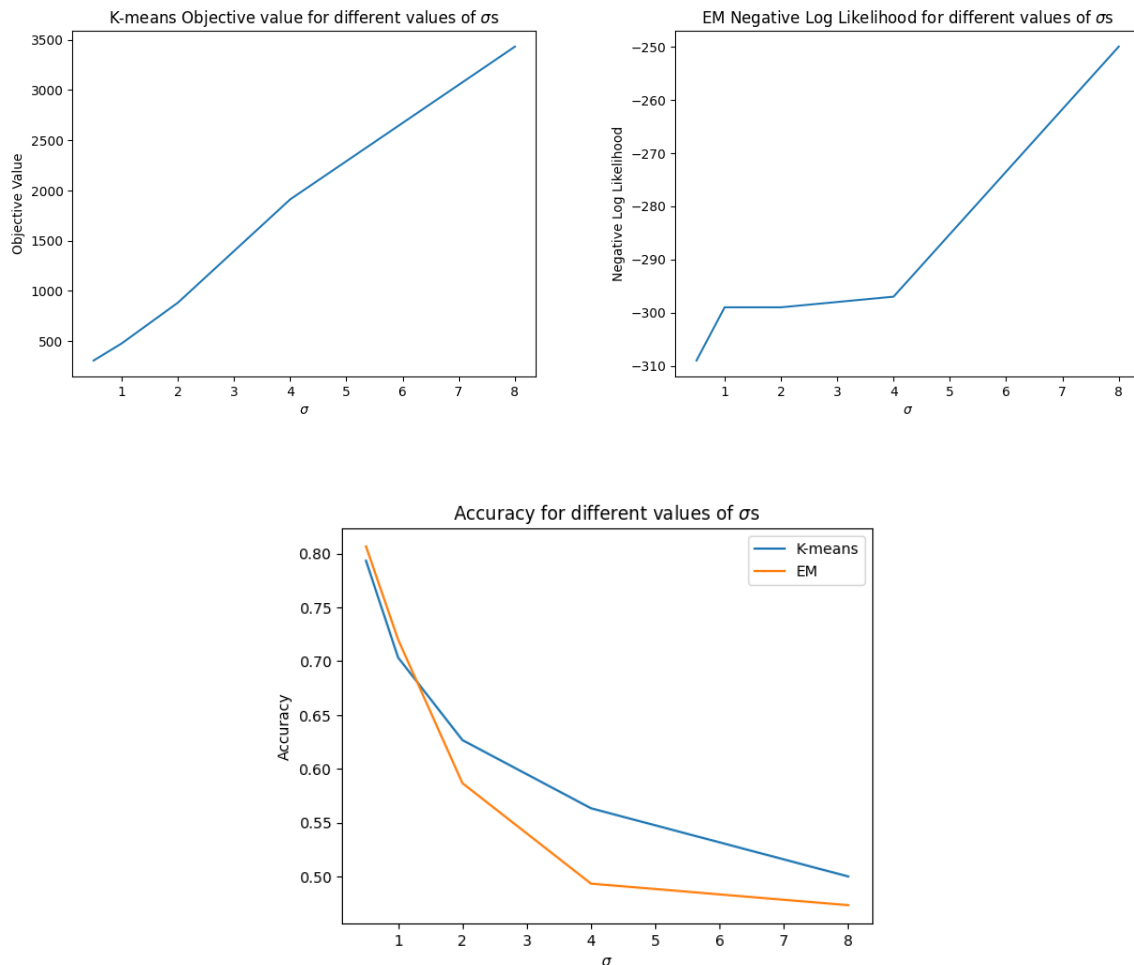 K-means Objective value for different values of σs
3500
3000
2500
2000
1500
1000
500
Objective Value
1 2 3 4 5 6 7 8
σ
EM Negative Log Likelihood for different values of σs
−250
−260
−270
−280
−290
−300
−310
Negative Log Likelihood
1 2 3 4 5 6 7 8
σ
Accuracy for different values of σs
K-means
EM
0.80
0.75
0.70
0.65
0.60
0.55
0.50
Accuracy
1 2 3 4 5 6 7 8
σ